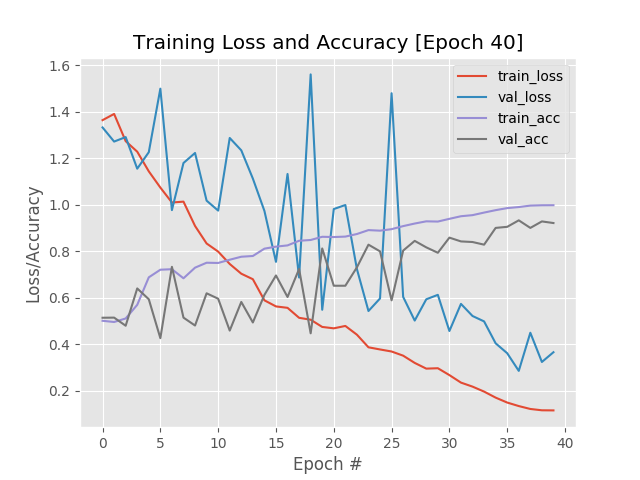 Training Loss and Accuracy [Epoch 40]
train_loss
val_loss
train_acc
val_acc
1.6
1.4
1.2
1.0
0.8
0.6
0.4
0.2
Loss/Accuracy
0 5 10 15 20 25 30 35 40
Epoch #